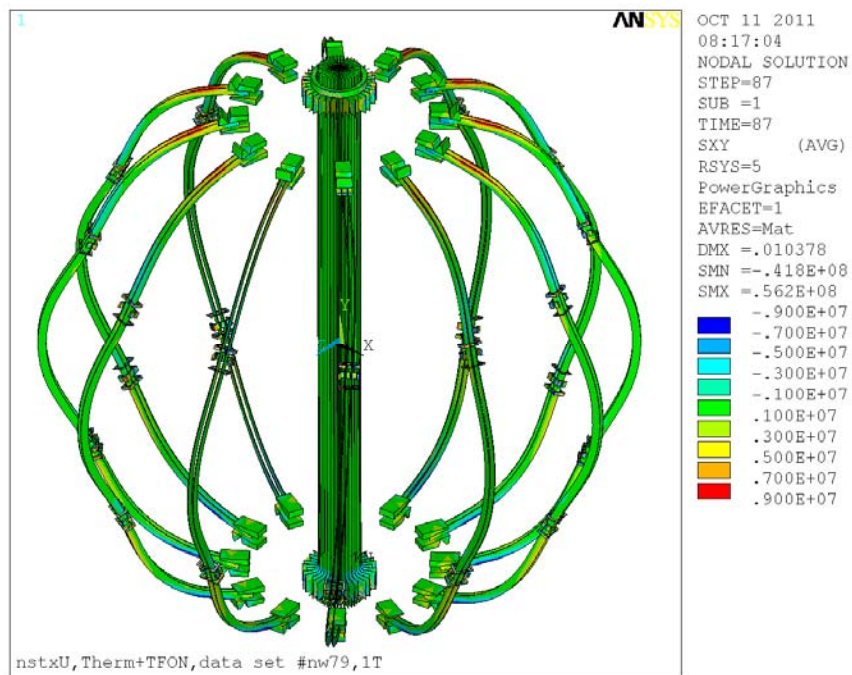 1
ANSYS
OCT 11 2011
08:17:04
NODAL SOLUTION
STEP=87
SUB =1
TIME=87
SXY (AVG)
RSYS=5
PowerGraphics
EFACET=1
AVRES=Mat
DMX =.010378
SMN =-.418E+08
SMX =.562E+08
-.900E+07
-.700E+07
-.500E+07
-.300E+07
-.100E+07
.100E+07
.300E+07
.500E+07
.700E+07
.900E+07
Y
X
nstxU,Therm+TFON,data set #nw79,1T